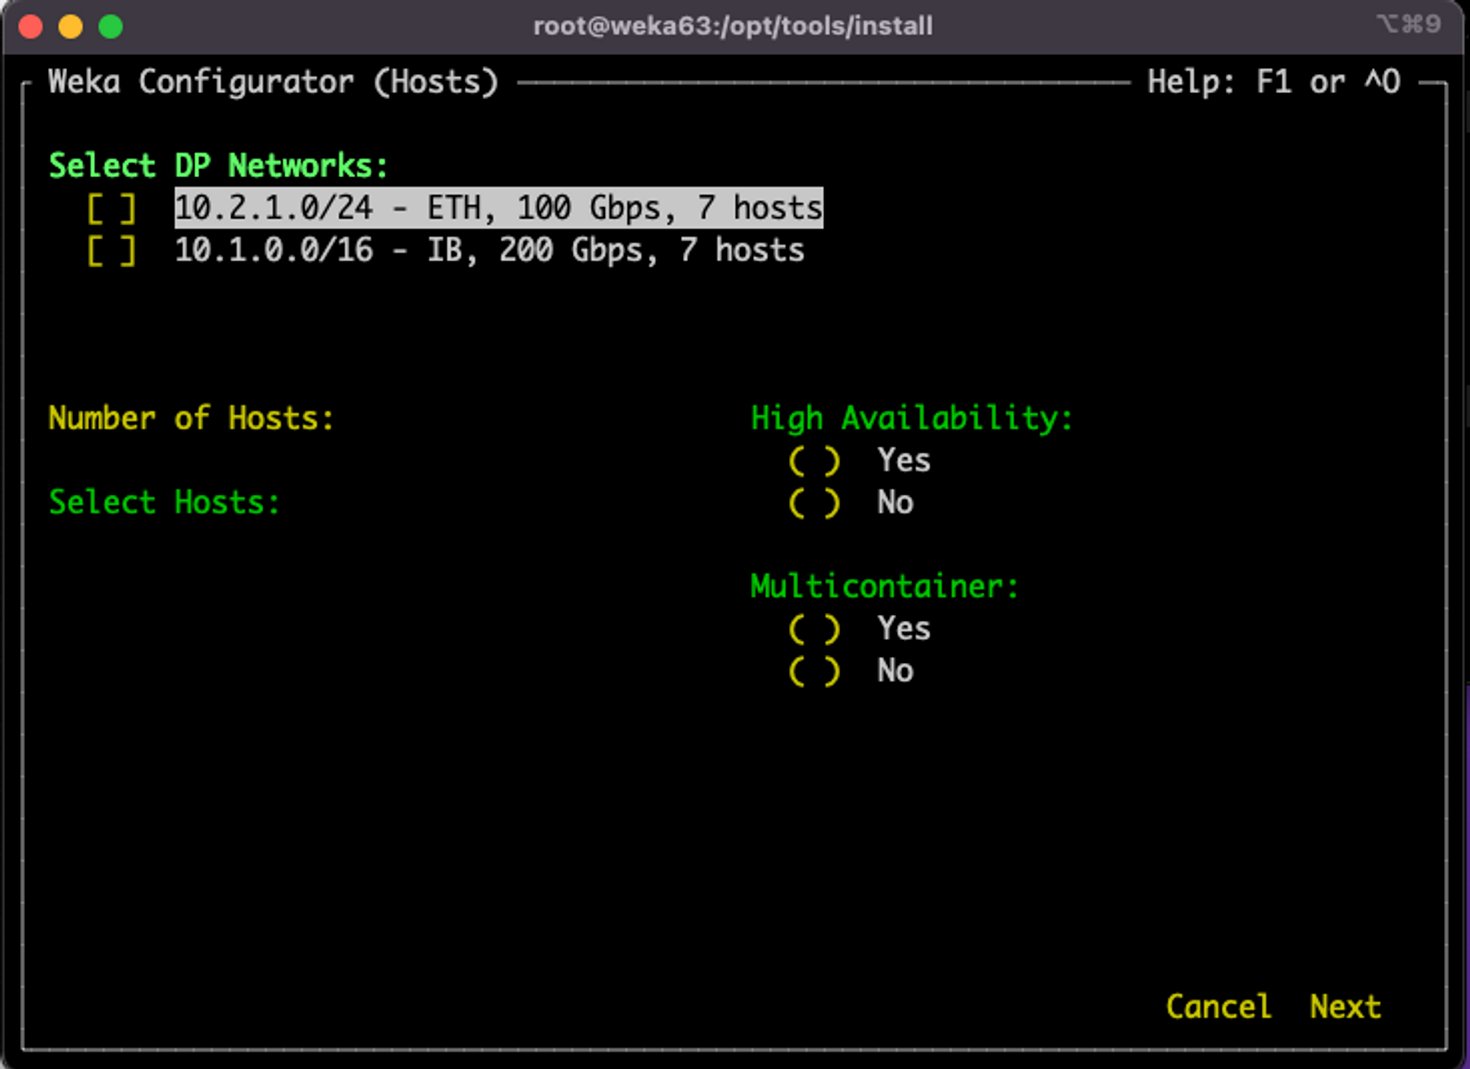 root@weka63:/opt/tools/install
⌥⌘9
Weka Configurator (Hosts)
Help: F1 or ^O
Select DP Networks:
[ ] 10.2.1.0/24 - ETH, 100 Gbps, 7 hosts
[ ] 10.1.0.0/16 - IB, 200 Gbps, 7 hosts
Number of Hosts:
Select Hosts:
High Availability:
( ) Yes
( ) No
Multicontainer:
( ) Yes
( ) No
Cancel Next